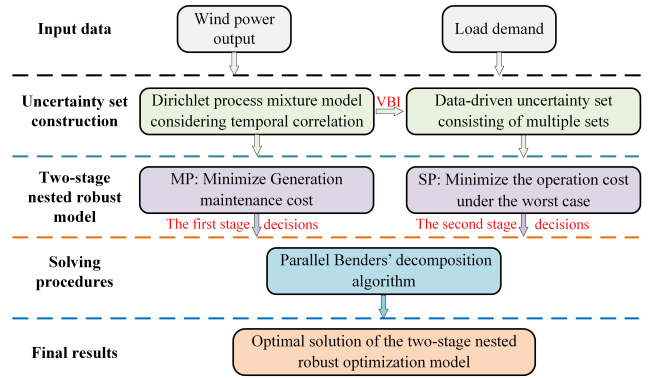 Input data
Wind power
output
Load demand
Uncertainty set
construction
Dirichlet process mixture model
considering temporal correlation
VBI
Data-driven uncertainty set
consisting of multiple sets
Two-stage
nested robust
model
MP: Minimize Generation
maintenance cost
SP: Minimize the operation cost
under the worst case
The first stage decisions
The second stage decisions
Solving
procedures
Parallel Benders’ decomposition
algorithm
Final results
Optimal solution of the two-stage nested
robust optimization model